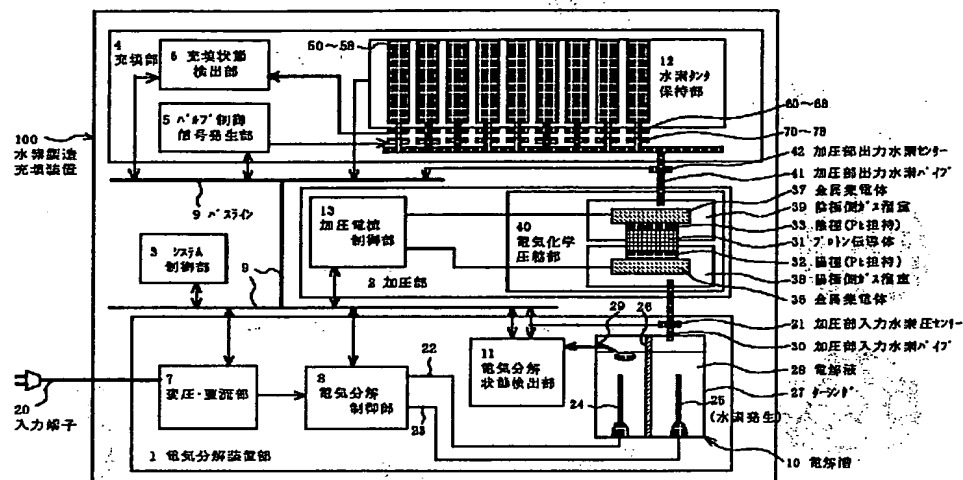 4
充填部
6 充填状態
検出部
50～58
12
水素タンク
保持部
5 バルブ制御
信号発生部
60～68
70～78
100
水素製造
充填装置
42 加圧部出力水素センサー
41 加圧部出力水素パイプ
9 バスライン
13
加圧電流
制御部
40
電気化学
圧縮部
37 金属集電体
39 陰極側ガス溜室
33 陰極(Pt担持)
31 プロトン伝導体
32 陽極(Pt担持)
38 陽極側ガス溜室
36 金属集電体
3 システム
制御部
9
2 加圧部
21 加圧部入力水素圧センサー
30 加圧部入力水素パイプ
29
26
22
11
電気分解
状態検出部
28 電解液
27
7
変圧・整流部
8
電気分解
制御部
23
24
25
(水素発生)
20
入力端子
1 電気分解装置部
10 電解槽